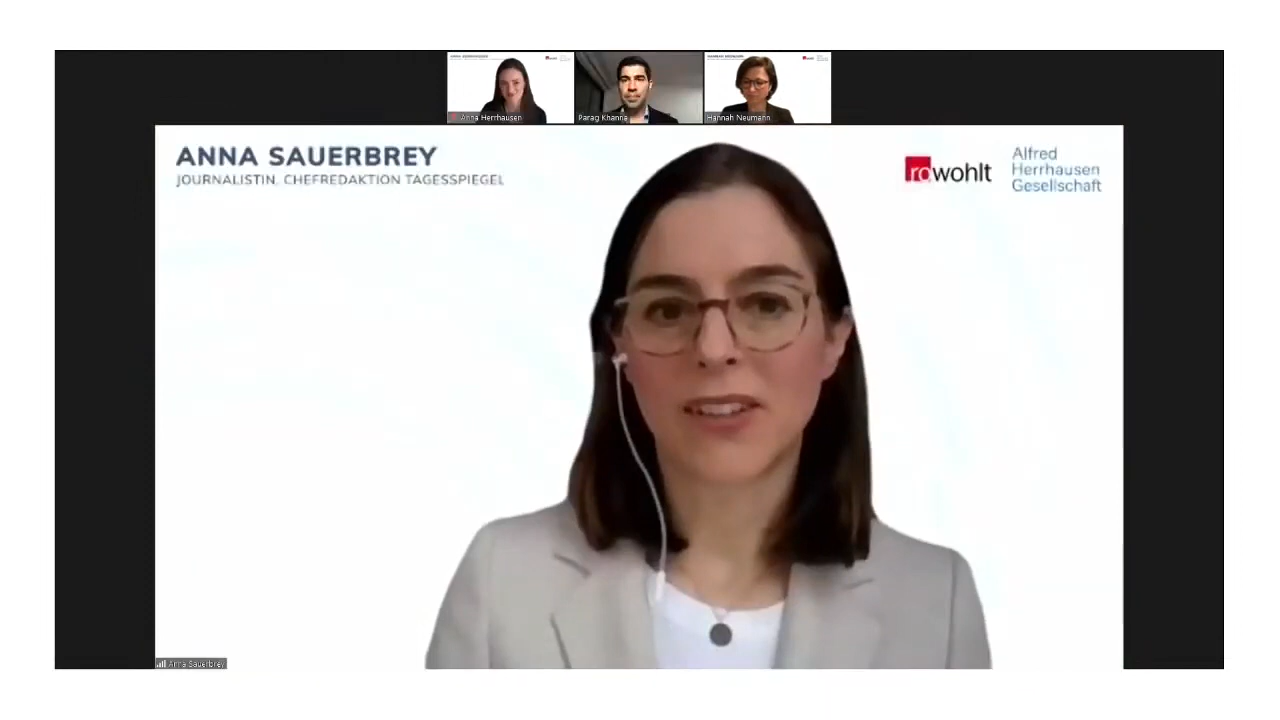 Anna Herrhausen
Parag Khanna
Hannah Neumann
ANNA SAUERBREY
JOURNALISTIN, CHEFREDAKTION TAGESSPIEGEL
rowohlt
Alfred
Herrhausen
Gesellschaft
Anna Sauerbrey